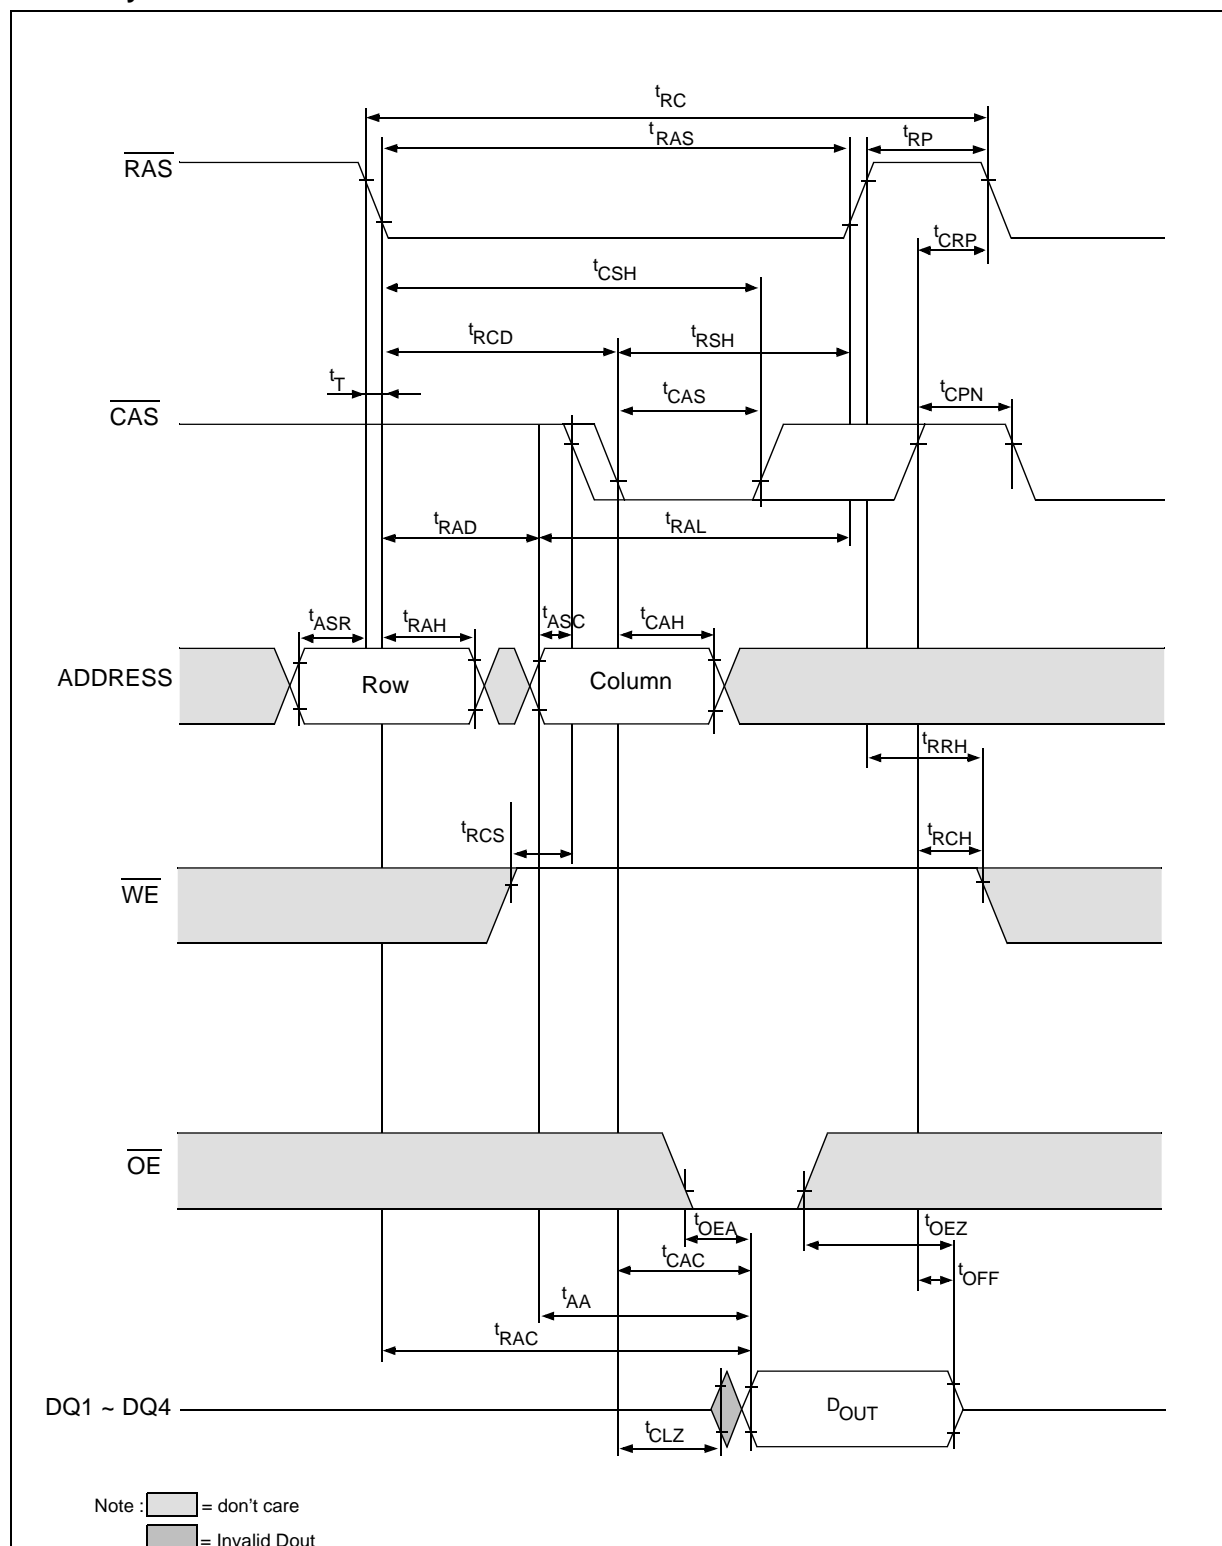 tRC
tRAS
tRP
RAS
tCRP
tCSH
tRCD
tRSH
tT
tCAS
tCPN
CAS
tRAD
tRAL
tASR
tRAH
tASC
tCAH
ADDRESS
Row
Column
tRRH
tRCS
tRCH
WE
OE
tOEA
tOEZ
tCAC
tOFF
tAA
tRAC
DQ1 ~ DQ4
DOUT
tCLZ
Note : = don't care
= Invalid Dout